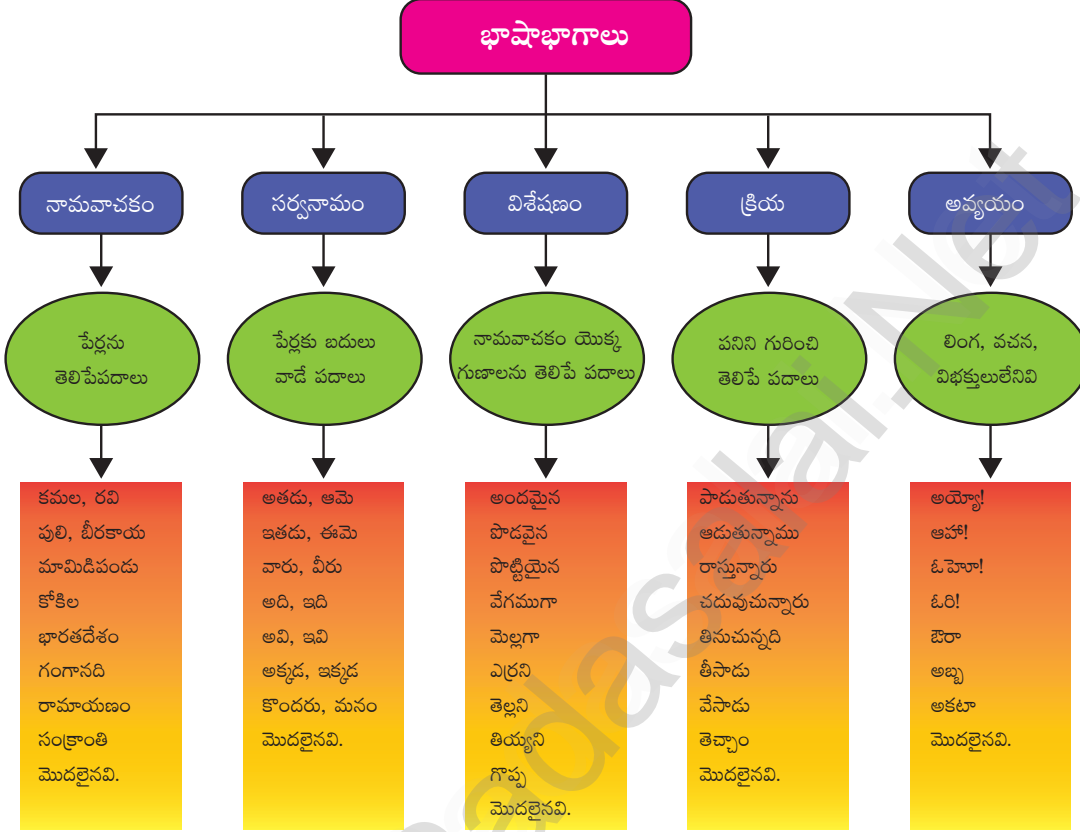 భాషాభాగాలు
నామవాచకం
పేర్లను
తెలిపేపదాలు
కమల, రవి
పులి, బీరకాయ
మామిడిపండు
కోకిల
భారతదేశం
గంగానది
రామాయణం
సంక్రాంతి
మొదలైనవి.
సర్వనామం
పేర్లకు బదులు
వాడే పదాలు
అతడు, ఆమె
ఇతడు, ఈమె
వారు, వీరు
అది, ఇది
అవి, ఇవి
అక్కడ, ఇక్కడ
కొందరు, మనం
మొదలైనవి.
విశేషణం
నామవాచకం యొక్క
గుణాలను తెలిపే పదాలు
అందమైన
పొడవైన
పొట్టియైన
వేగముగా
మెల్లగా
ఎర్రని
తెల్లని
తియ్యని
గొప్ప
మొదలైనవి.
క్రియ
పనిని గురించి
తెలిపే పదాలు
పాడుతున్నాను
ఆడుతున్నాము
రాస్తున్నారు
చదువుచున్నారు
తినుచున్నది
తీసాడు
వేసాడు
తెచ్చాం
మొదలైనవి.
అవ్యయం
లింగ, వచన,
విభక్తులులేనివి
అయ్యో!
ఆహా!
ఓహెూ!
ఓరి!
ఔరా
అబ్బ
అకటా
మొదలైనవి.
adasalai.Net